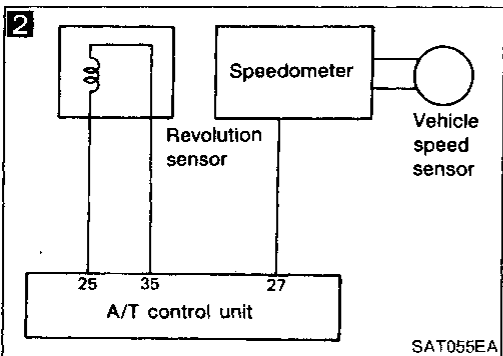 2
Speedometer
Revolution
sensor
Vehicle
speed
sensor
25 35 27
A/T control unit
SAT055EA